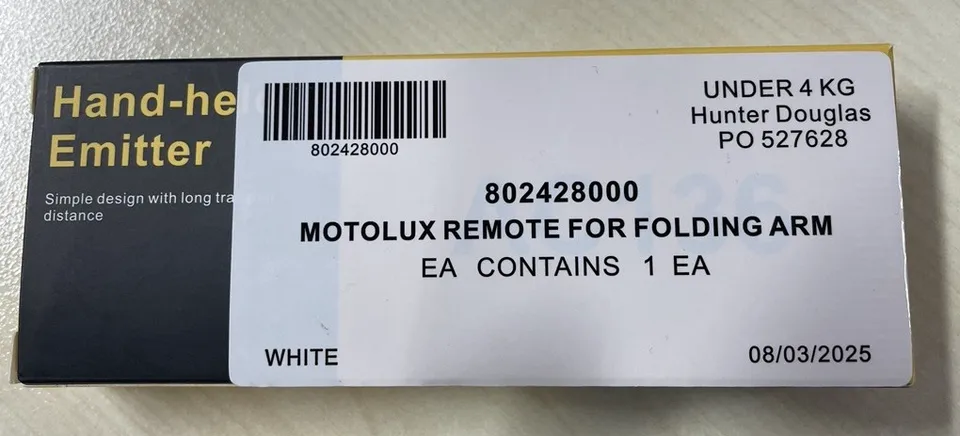 Hand-held
Emitter
Simple design with long tra
distance
802428000
UNDER 4 KG
Hunter Douglas
PO 527628
802428000
MOTOLUX REMOTE FOR FOLDING ARM
EA CONTAINS 1 EA
WHITE
08/03/2025